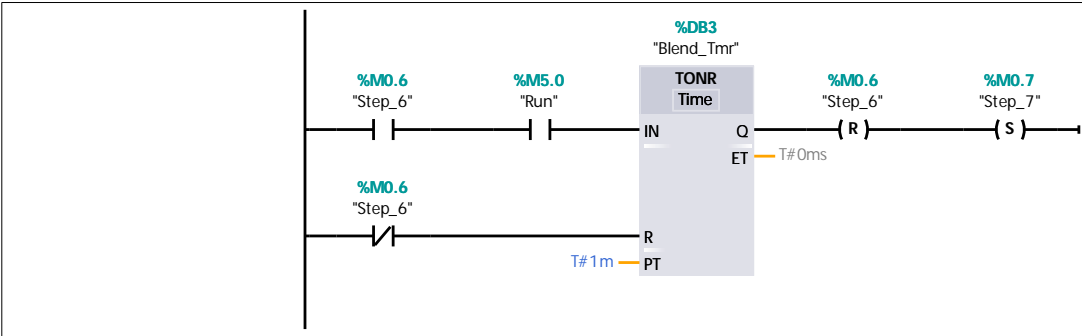 %DB3
"Blend_Tmr"
%M0.6 %M5.0 TONR %M0.6 %M0.7
"Step_6" "Run" Time "Step_6" "Step_7"
IN Q R S
ET T#0ms
%M0.6
"Step_6"
R
T#1m PT